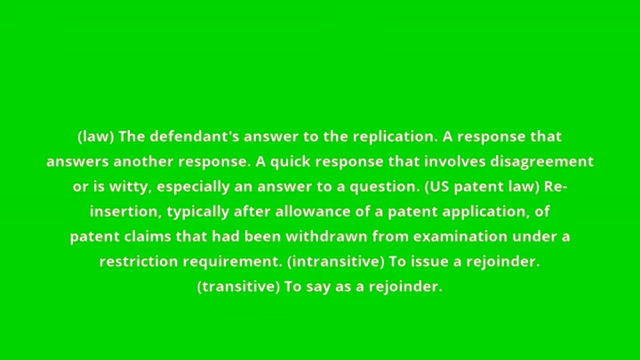 (law) The defendant's answer to the replication. A response that
answers another response. A quick response that involves disagreement
or is witty, especially an answer to a question. (US patent law) Re-
insertion, typically after allowance of a patent application, of
patent claims that had been withdrawn from examination under a
restriction requirement. (intransitive) To issue a rejoinder.
(transitive) To say as a rejoinder.